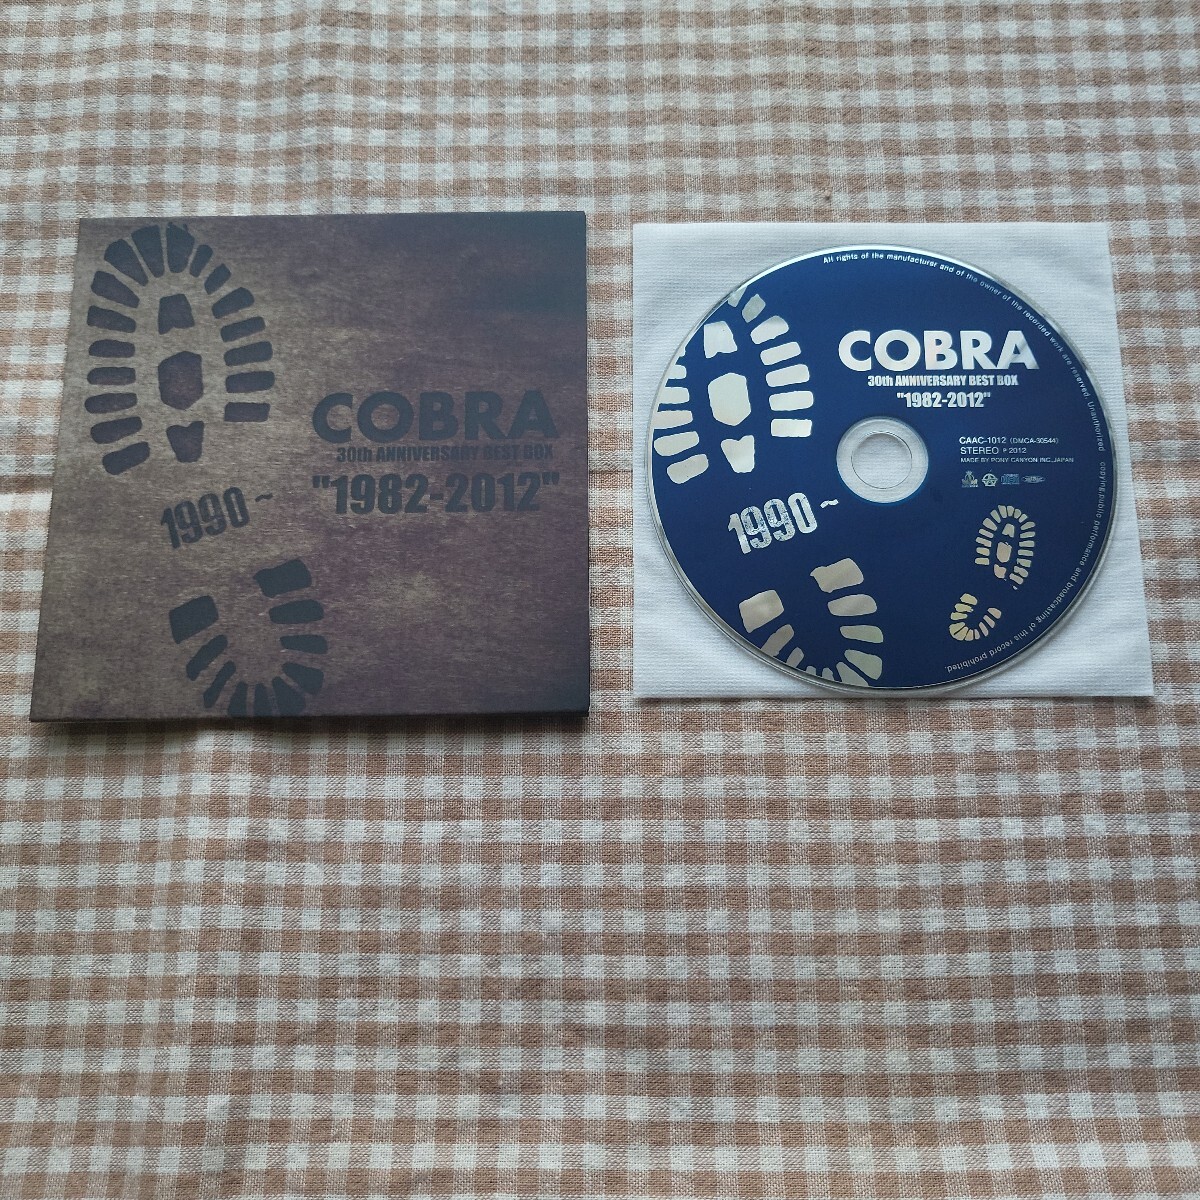 COBRA
30th ANNIVERSARY BEST BOX
"1982-2012"
1990~
All rights of the manufacturer and of the owner of the recorded work are reserved. Unauthorized copying, public performance and broadcasting of this record prohibited.
COBRA
30th ANNIVERSARY BEST BOX
"1982-2012"
CAAC-1012 (DMCA-30544)
STEREO ℗ 2012
MADE BY PONY CANYON INC., JAPAN
1990~